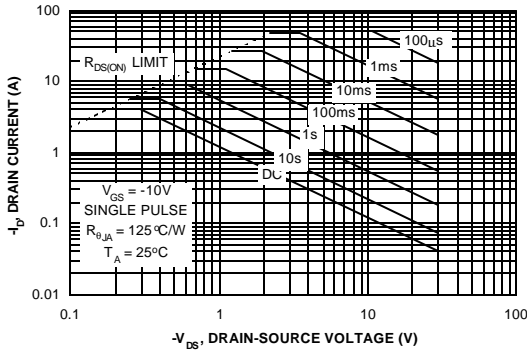 100
10
1
0.1
0.01
-I_D, DRAIN CURRENT (A)
R_DS(ON) LIMIT
100µs
1ms
10ms
100ms
1s
10s
DC
V_GS = -10V
SINGLE PULSE
R_θJA = 125°C/W
T_A = 25°C
0.1 1 10 100
-V_DS, DRAIN-SOURCE VOLTAGE (V)